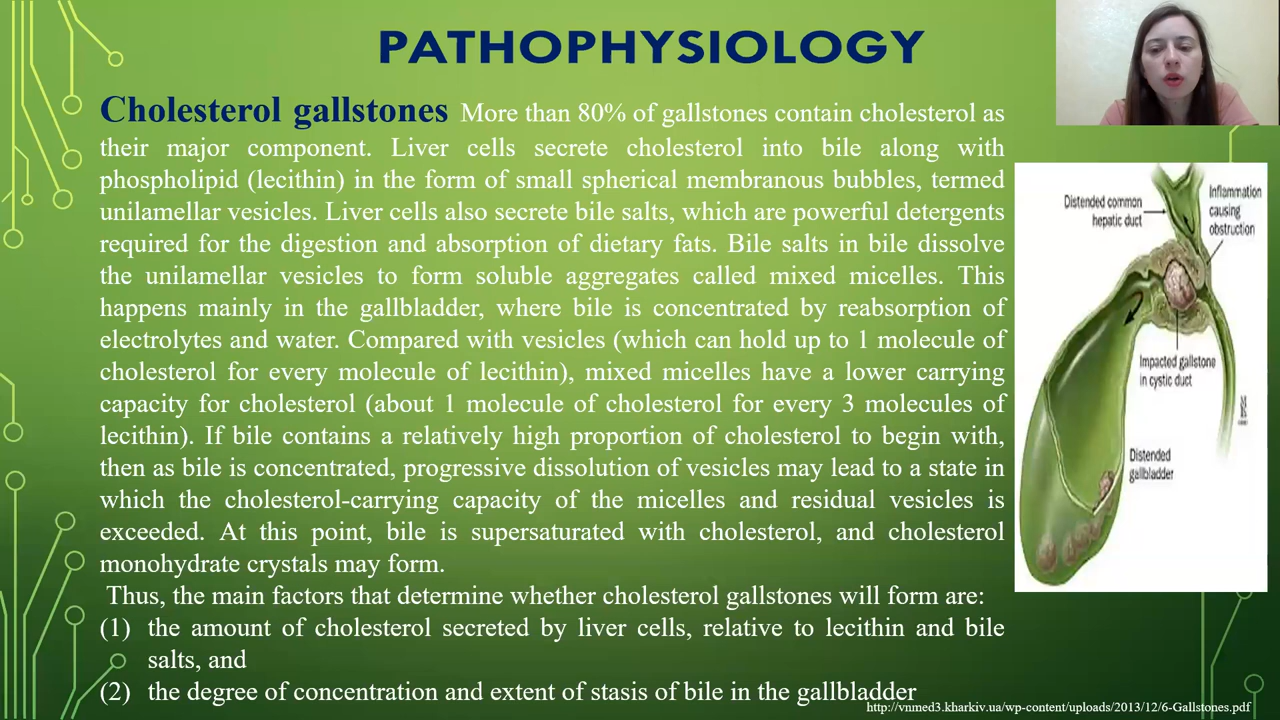 PATHOPHYSIOLOGY
Cholesterol gallstones More than 80% of gallstones contain cholesterol as
their major component. Liver cells secrete cholesterol into bile along with
phospholipid (lecithin) in the form of small spherical membranous bubbles, termed
unilamellar vesicles. Liver cells also secrete bile salts, which are powerful detergents
required for the digestion and absorption of dietary fats. Bile salts in bile dissolve
the unilamellar vesicles to form soluble aggregates called mixed micelles. This
happens mainly in the gallbladder, where bile is concentrated by reabsorption of
electrolytes and water. Compared with vesicles (which can hold up to 1 molecule of
cholesterol for every molecule of lecithin), mixed micelles have a lower carrying
capacity for cholesterol (about 1 molecule of cholesterol for every 3 molecules of
lecithin). If bile contains a relatively high proportion of cholesterol to begin with,
then as bile is concentrated, progressive dissolution of vesicles may lead to a state in
which the cholesterol-carrying capacity of the micelles and residual vesicles is
exceeded. At this point, bile is supersaturated with cholesterol, and cholesterol
monohydrate crystals may form.
Thus, the main factors that determine whether cholesterol gallstones will form are:
(1) the amount of cholesterol secreted by liver cells, relative to lecithin and bile
salts, and
(2) the degree of concentration and extent of stasis of bile in the gallbladder
Distended common
hepatic duct
Inflammation
causing
obstruction
Impacted gallstone
in cystic duct
Distended
gallbladder
http://vnmed3.kharkiv.ua/wp-content/uploads/2013/12/6-Gallstones.pdf